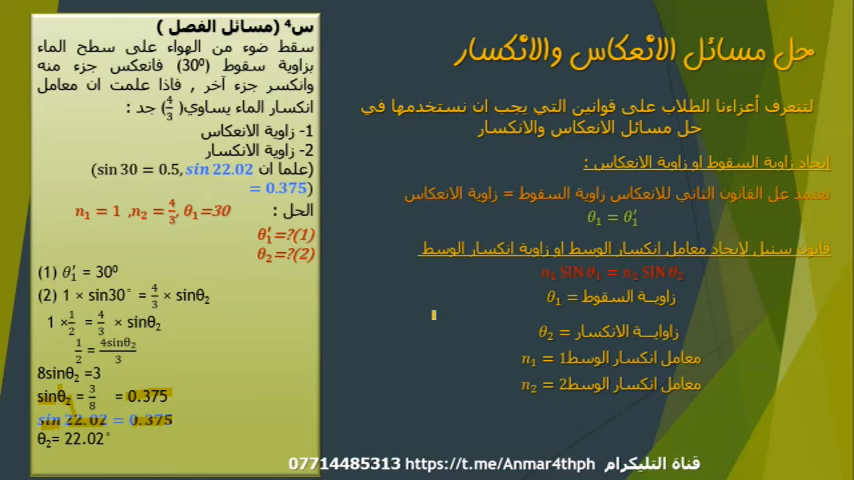 حل مسائل الانعكاس والانكسار
لنتعرف أعزاءنا الطلاب على قوانين التي يجب ان نستخدمها في
حل مسائل الانعكاس والانكسار
إيجاد زاوية السقوط او زاوية الانعكاس :
نعتمد عل القانون الثاني للانعكاس زاوية السقوط = زاوية الانعكاس
θ₁ = θ₁′
قانون سنيل لايجاد معامل انكسار الوسط او زاوية انكسار الوسط
n₁ SIN θ₁ = n₂ SIN θ₂
زاويـة السقوط = θ₁
زاوايـة الانكسار = θ₂
معامل انكسار الوسط1 = n₁
معامل انكسار الوسط2 = n₂
س4 (مسائل الفصل )
سقط ضوء من الهواء على سطح الماء
بزاوية سقوط (30⁰) فانعكس جزء منه
وانكسر جزء آخر , فاذا علمت ان معامل
انكسار الماء يساوي(4/3) جد :
1- زاوية الانعكاس
2- زاوية الانكسار
(علما ان sin 30 = 0.5, sin 22.02
= 0.375)
الحل : n₁ = 1 ,n₂ = 4/3, θ₁=30
θ₁′=?(1)
θ₂=?(2)
(1) θ₁′ = 30⁰
(2) 1 × sin30° = 4/3 × sinθ₂
1 ×1/2 = 4/3 × sinθ₂
1/2 = 4sinθ₂/3
8sinθ₂ =3
sinθ₂ = 3/8 = 0.375
sin 22.02 = 0.375
θ₂= 22.02°
07714485313 https://t.me/Anmar4thph قناة التليكرام